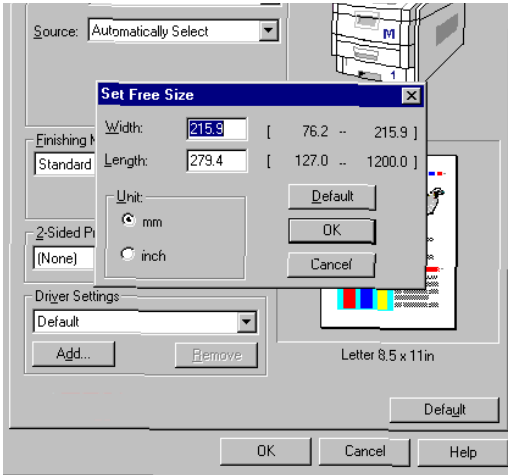 Source: Automatically Select
M
1
Set Free Size
Width: 215.9 [ 76.2 -- 215.9 ]
Length: 279.4 [ 127.0 -- 1200.0 ]
Unit:
mm
inch
Default
OK
Cancel
Finishing M
Standard
2-Sided P
(None)
Driver Settings
Default
Add...
Remove
Letter 8.5 x 11in
Default
OK Cancel Help